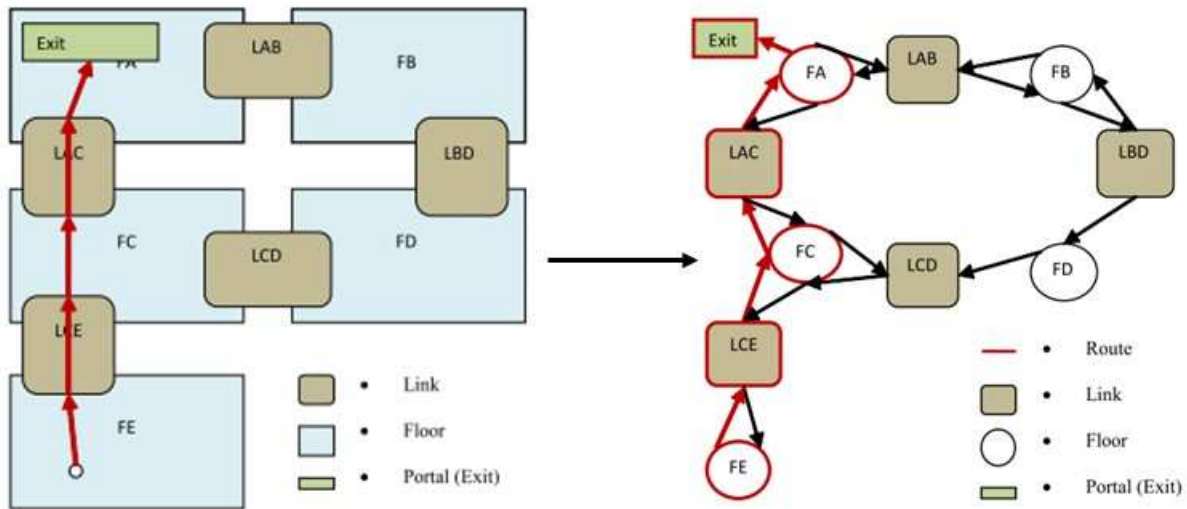 Exit
FA
LAB
FB
LAC
LBD
FC
LCD
FD
LCE
FE
• Link
• Floor
• Portal (Exit)
Exit
FA
LAB
FB
LAC
LBD
FC
LCD
FD
LCE
FE
• Route
• Link
• Floor
• Portal (Exit)